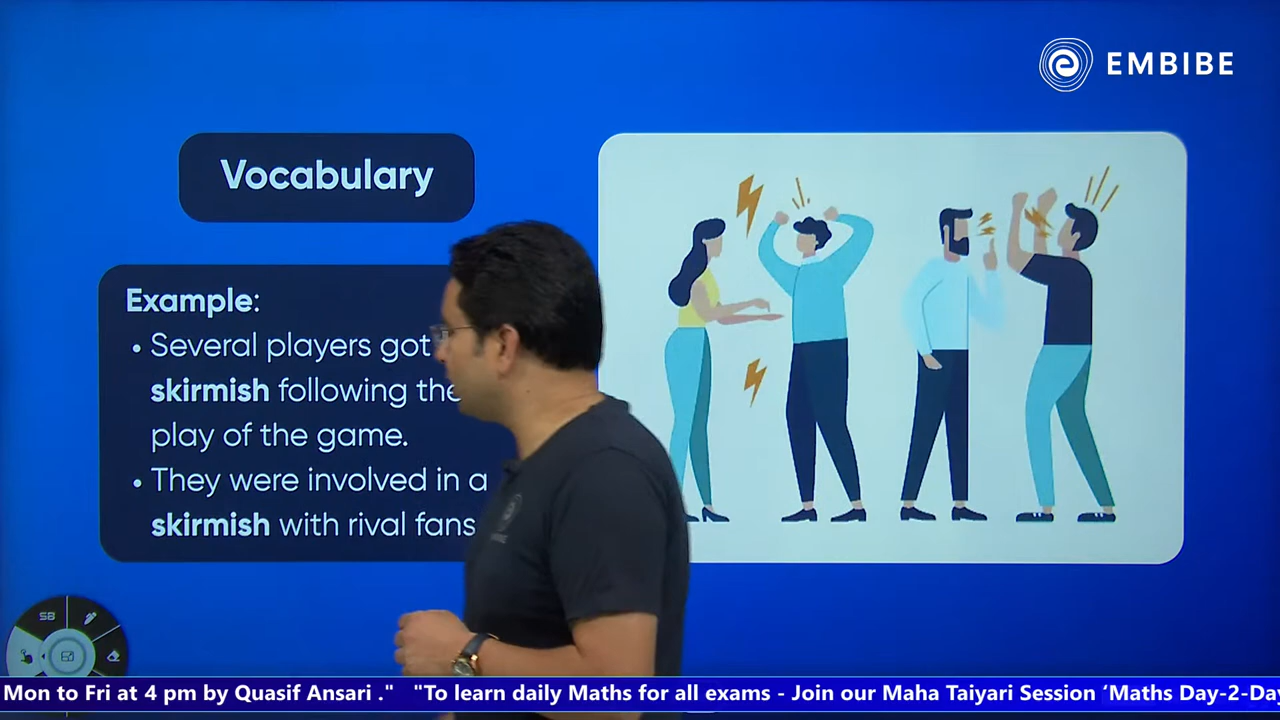 EMBIBE
Vocabulary
Example:
• Several players got
skirmish following the
play of the game.
• They were involved in a
skirmish with rival fans
SB
Mon to Fri at 4 pm by Quasif Ansari ." "To learn daily Maths for all exams - Join our Maha Taiyari Session ‘Maths Day-2-Day